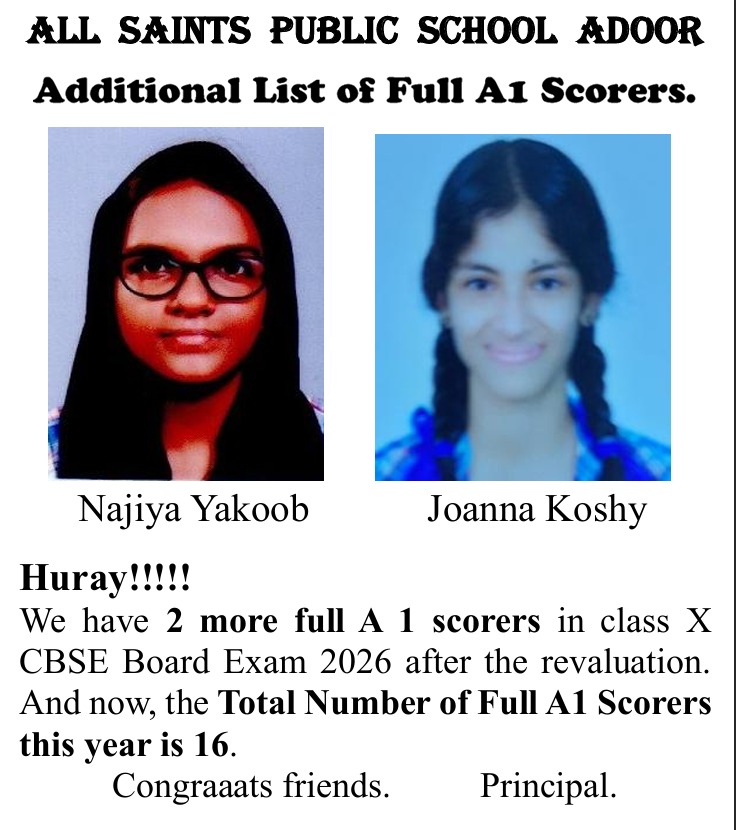 ALL SAINTS PUBLIC SCHOOL ADOOR
Additional List of Full A1 Scorers.
Najiya Yakoob
Joanna Koshy
Huray!!!!!
We have 2 more full A 1 scorers in class X
CBSE Board Exam 2026 after the revaluation.
And now, the Total Number of Full A1 Scorers
this year is 16.
Congraaats friends. Principal.